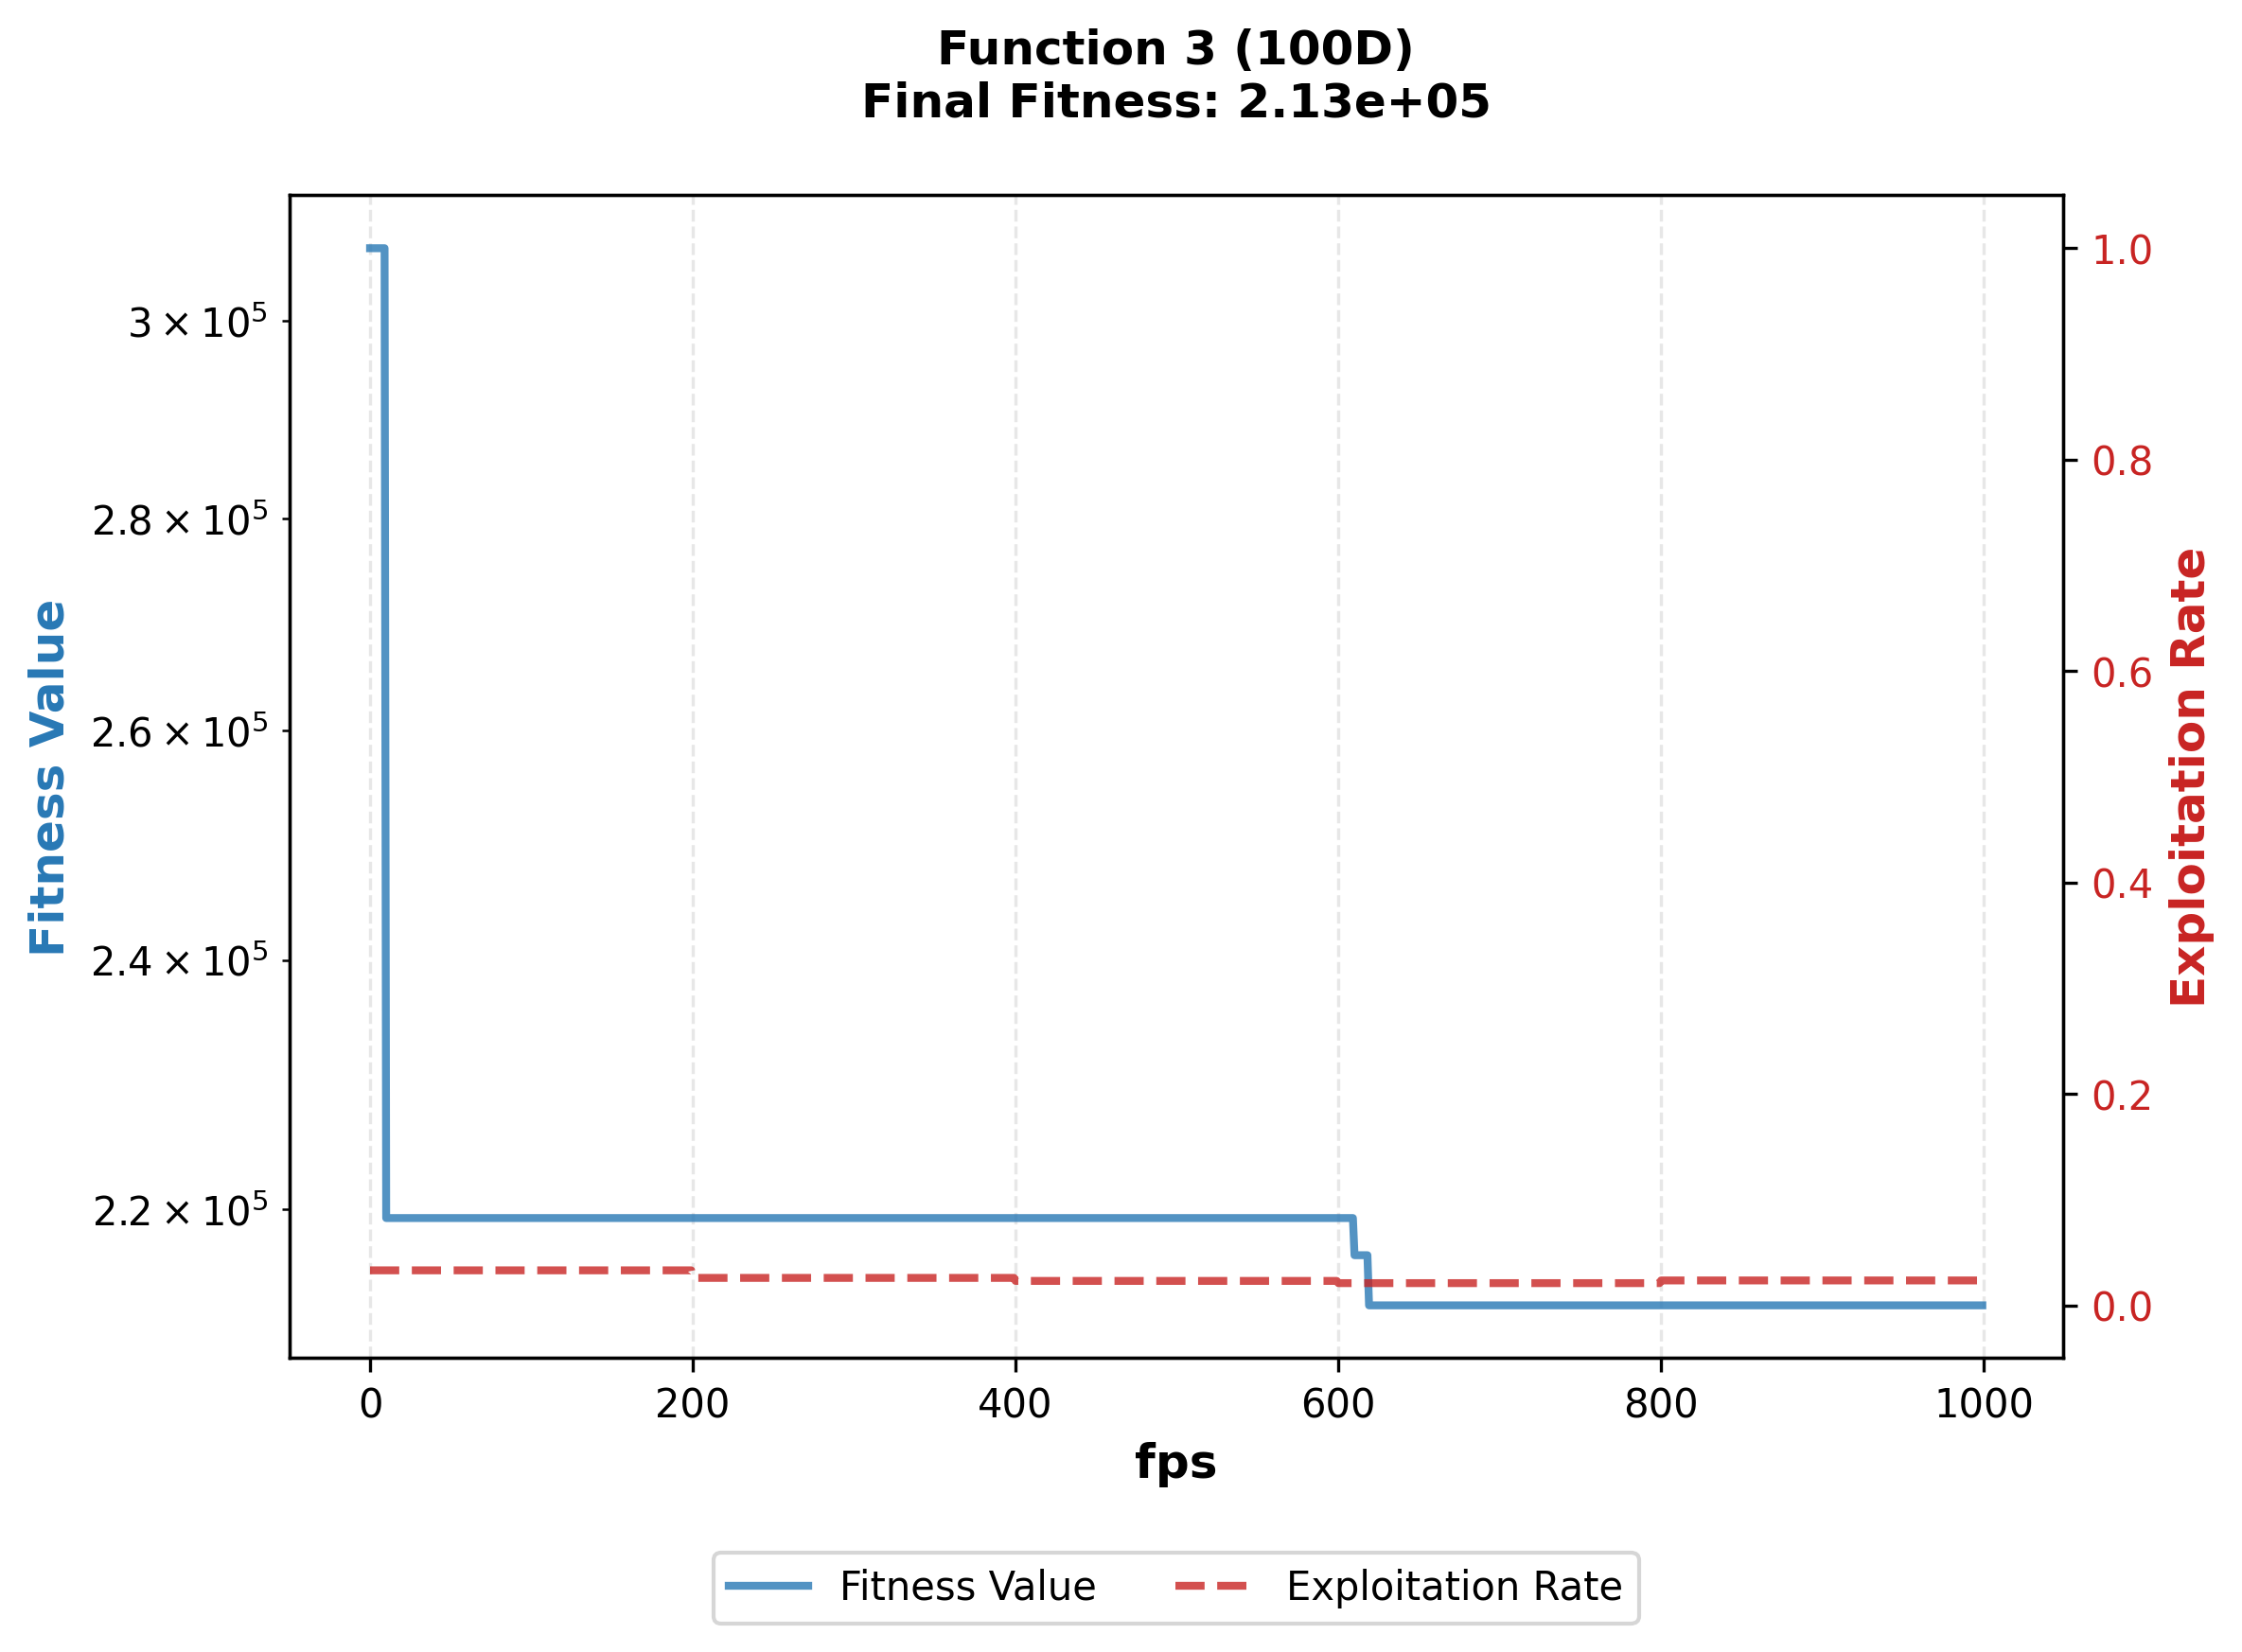 Function 3 (100D)
Final Fitness: 2.13e+05
Fitness Value
3 × 10⁵
2.8 × 10⁵
2.6 × 10⁵
2.4 × 10⁵
2.2 × 10⁵
1.0
0.8
0.6
0.4
0.2
0.0
Exploitation Rate
0 200 400 600 800 1000
fps
Fitness Value Exploitation Rate